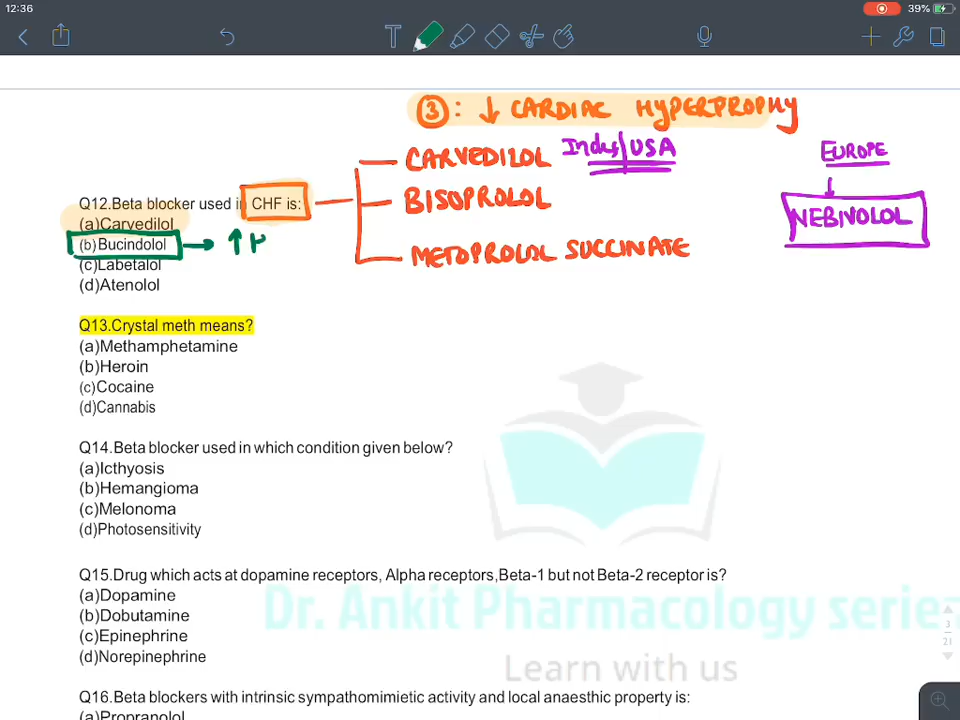 12:36
39%
T
③: ↓ CARDIAC HYPERTROPHY
CARVEDILOL India/USA
EUROPE
BISOPROLOL
NEBIVOLOL
METOPROLOL SUCCINATE
Q12.Beta blocker used in CHF is:
(a)Carvedilol
(b)Bucindolol → ↑
(c)Labetalol
(d)Atenolol
Q13.Crystal meth means?
(a)Methamphetamine
(b)Heroin
(c)Cocaine
(d)Cannabis
Q14.Beta blocker used in which condition given below?
(a)Icthyosis
(b)Hemangioma
(c)Melonoma
(d)Photosensitivity
Q15.Drug which acts at dopamine receptors, Alpha receptors,Beta-1 but not Beta-2 receptor is?
(a)Dopamine
(b)Dobutamine
(c)Epinephrine
(d)Norepinephrine
Dr. Ankit Pharmacology series
Learn with us
3
21
Q16.Beta blockers with intrinsic sympathomimietic activity and local anaesthic property is:
(a)Propranolol